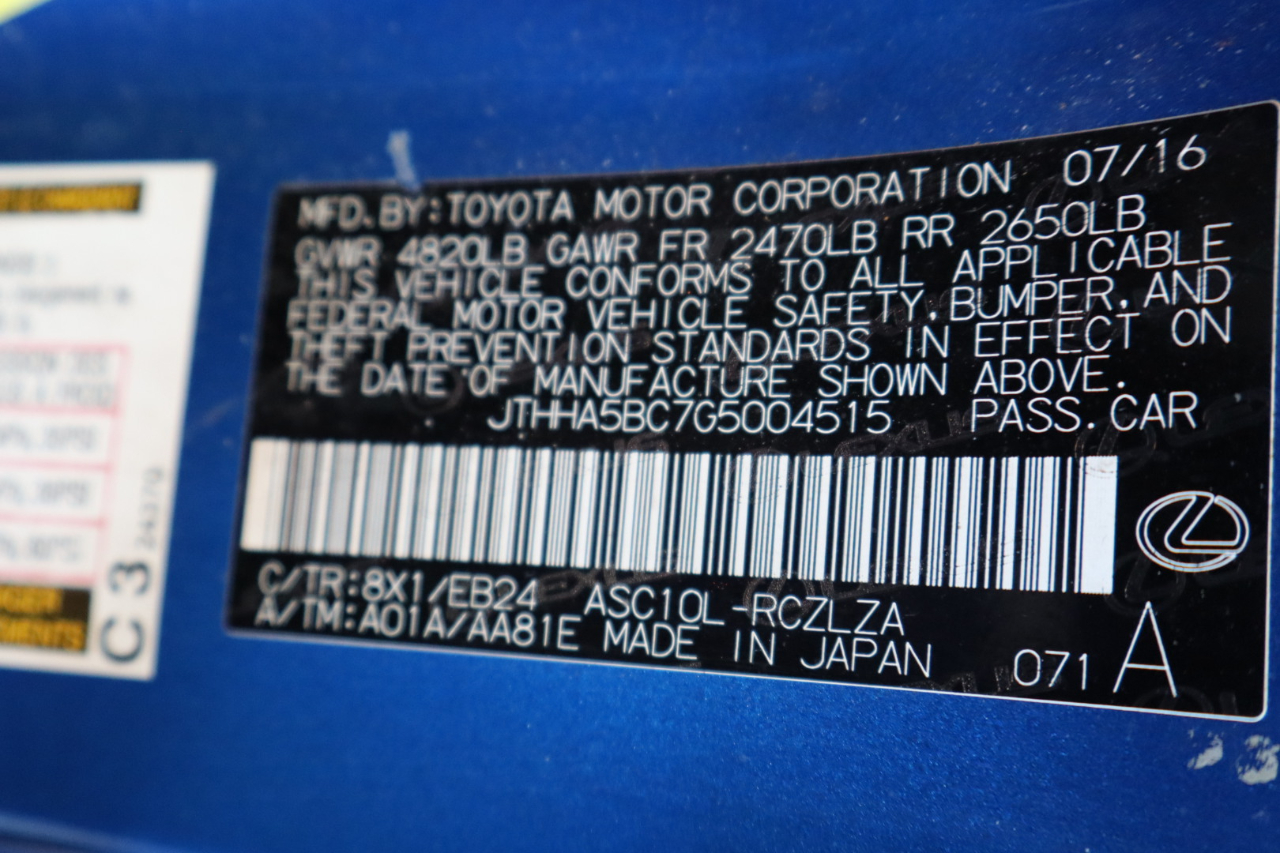 MFD. BY: TOYOTA MOTOR CORPORATION 07/16
GVWR 4820LB GAWR FR 2470LB RR 2650LB
THIS VEHICLE CONFORMS TO ALL APPLICABLE
FEDERAL MOTOR VEHICLE SAFETY, BUMPER, AND
THEFT PREVENTION STANDARDS IN EFFECT ON
THE DATE OF MANUFACTURE SHOWN ABOVE.
JTHHA5BC7G5004515 PASS. CAR
C/TR: 8X1/EB24 ASC10L-RCZLZA
A/TM: A01A/AA81E MADE IN JAPAN 071 A
C3